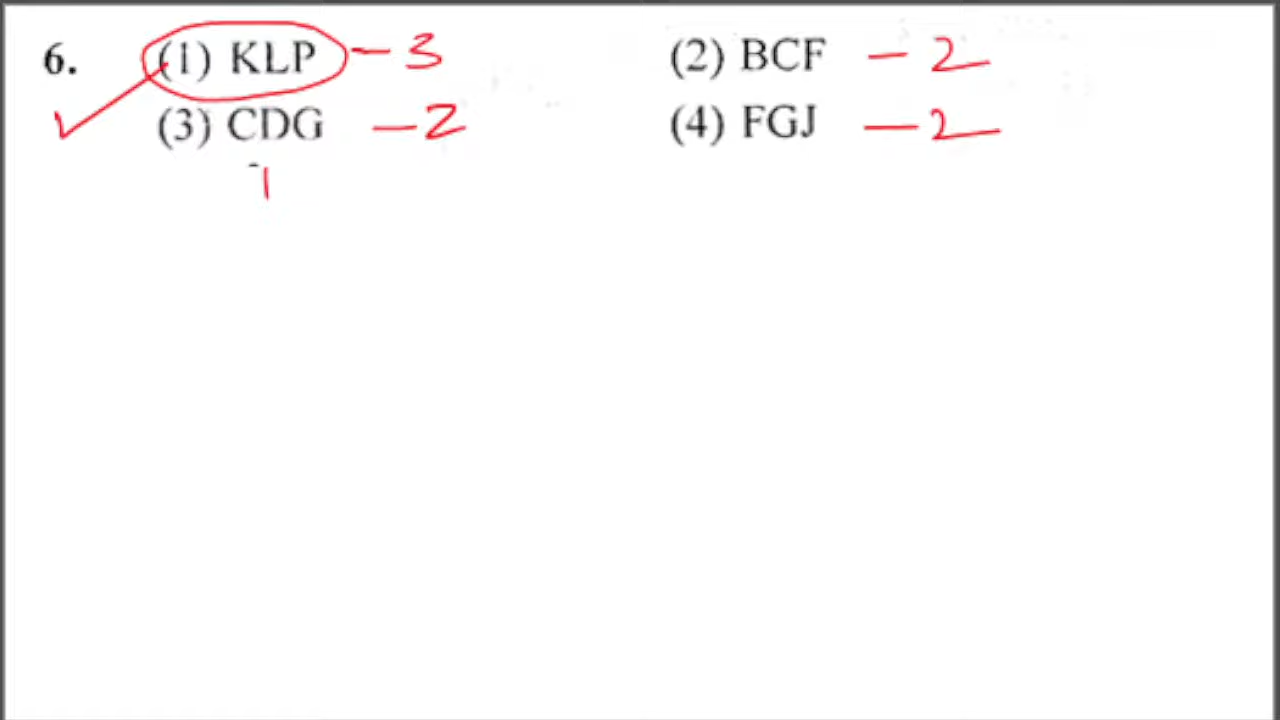 6. (1) KLP – 3 (2) BCF – 2
(3) CDG – 2 (4) FGJ – 2
1